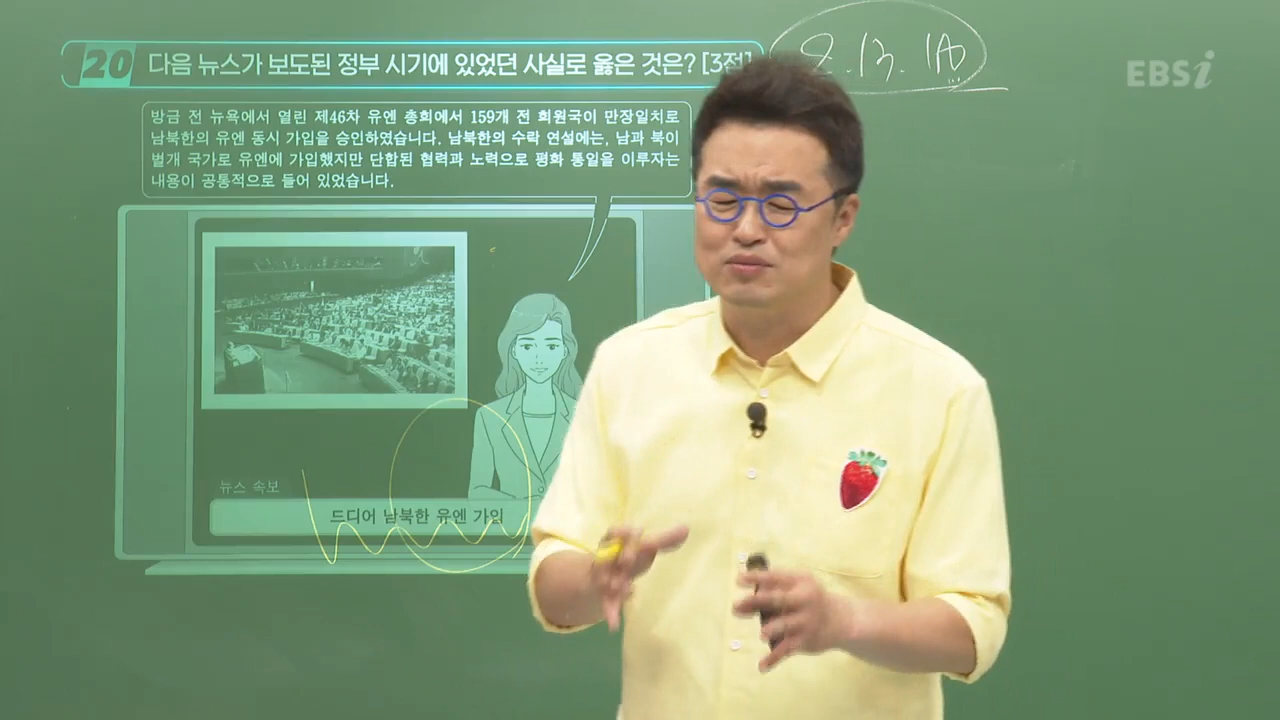 20 다음 뉴스가 보도된 정부 시기에 있었던 사실로 옳은 것은? [3점]
EBSi
방금 전 뉴욕에서 열린 제46차 유엔 총회에서 159개 전 회원국이 만장일치로
남북한의 유엔 동시 가입을 승인하였습니다. 남북한의 수락 연설에는, 남과 북이
벌개 국가로 유엔에 가입했지만 단합된 협력과 노력으로 평화 통일을 이루자는
내용이 공통적으로 들어 있었습니다.
뉴스 속보
드디어 남북한 유엔 가입